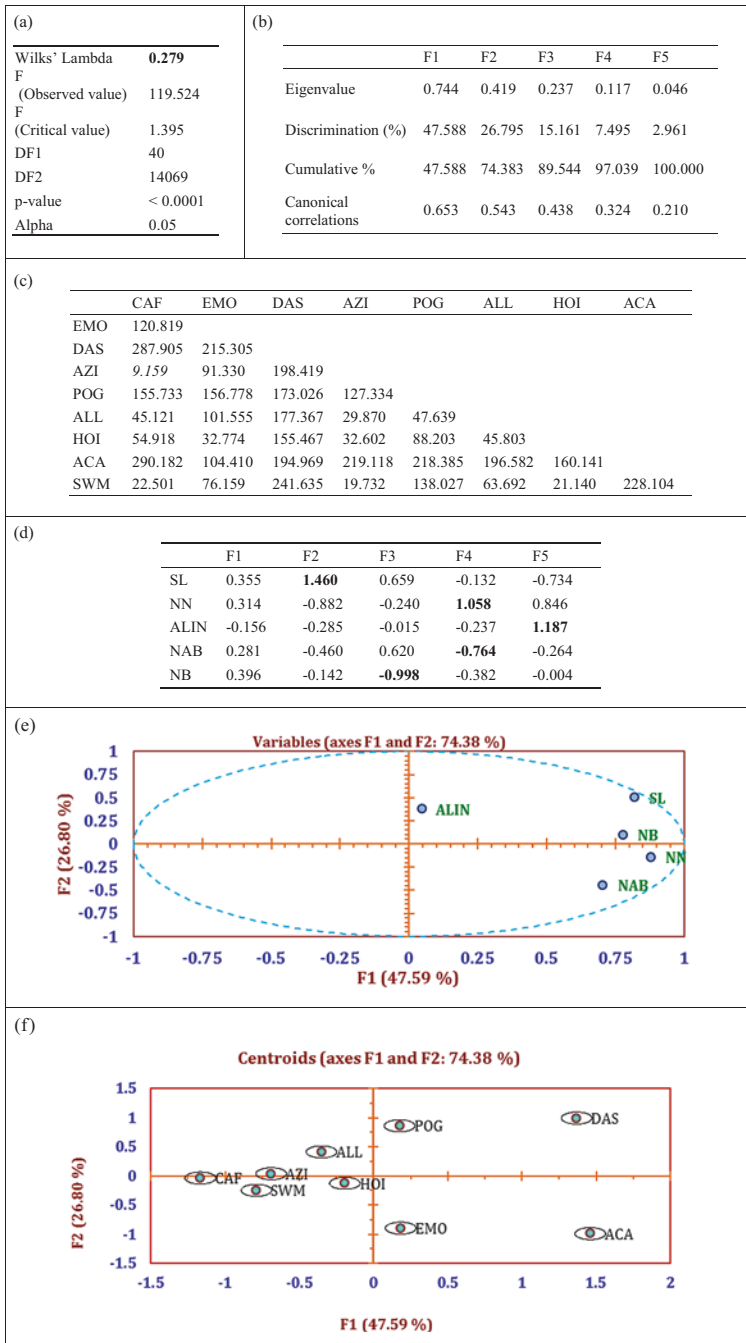 (a)
Wilks' Lambda 0.279
F
(Observed value) 119.524
F
(Critical value) 1.395
DF1 40
DF2 14069
p-value < 0.0001
Alpha 0.05
(b)
F1 F2 F3 F4 F5
Eigenvalue 0.744 0.419 0.237 0.117 0.046
Discrimination (%) 47.588 26.795 15.161 7.495 2.961
Cumulative % 47.588 74.383 89.544 97.039 100.000
Canonical
correlations 0.653 0.543 0.438 0.324 0.210
(c)
CAF EMO DAS AZI POG ALL HOI ACA
EMO 120.819
DAS 287.905 215.305
AZI 9.159 91.330 198.419
POG 155.733 156.778 173.026 127.334
ALL 45.121 101.555 177.367 29.870 47.639
HOI 54.918 32.774 155.467 32.602 88.203 45.803
ACA 290.182 104.410 194.969 219.118 218.385 196.582 160.141
SWM 22.501 76.159 241.635 19.732 138.027 63.692 21.140 228.104
(d)
F1 F2 F3 F4 F5
SL 0.355 1.460 0.659 -0.132 -0.734
NN 0.314 -0.882 -0.240 1.058 0.846
ALIN -0.156 -0.285 -0.015 -0.237 1.187
NAB 0.281 -0.460 0.620 -0.764 -0.264
NB 0.396 -0.142 -0.998 -0.382 -0.004
(e)
Variables (axes F1 and F2: 74.38 %)
F2 (26.80 %)
1
0.75
0.5
0.25
0
-0.25
-0.5
-0.75
-1
SL
ALIN
NB
NN
NAB
-1 -0.75 -0.5 -0.25 0 0.25 0.5 0.75 1
F1 (47.59 %)
(f)
Centroids (axes F1 and F2: 74.38 %)
F2 (26.80 %)
1.5
1
0.5
0
-0.5
-1
-1.5
DAS
POG
ALL
AZI
CAF
HOI
SWM
EMO
ACA
-1.5 -1 -0.5 0 0.5 1 1.5 2
F1 (47.59 %)